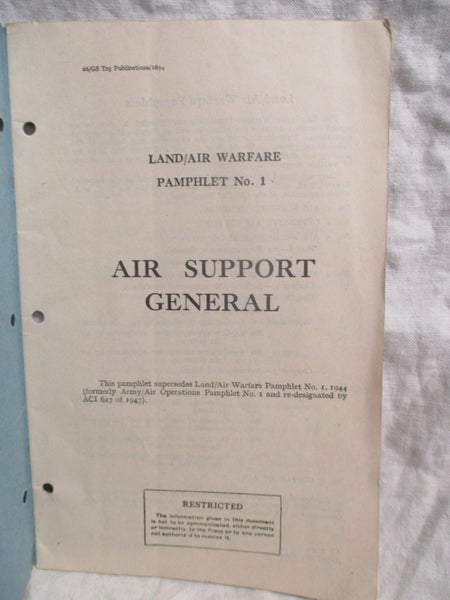 22/GS Trg Publications/1634
LAND/AIR WARFARE
PAMPHLET No. 1
AIR SUPPORT
GENERAL
This pamphlet supersedes Land/Air Warfare Pamphlet No. 1, 1944
(formerly Army/Air Operations Pamphlet No. 1 and re-designated by
ACI 627 of 1947).
RESTRICTED
The information given in this document
is not to be communicated, either directly
or indirectly, to the Press or to any person
not authorized to receive it.